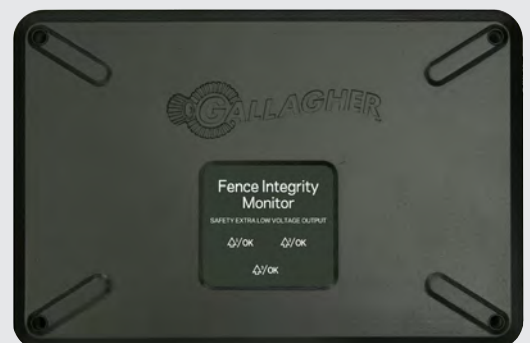 GALLAGHER
Fence Integrity
Monitor
SAFETY EXTRA LOW VOLTAGE OUTPUT
/OK /OK
/OK